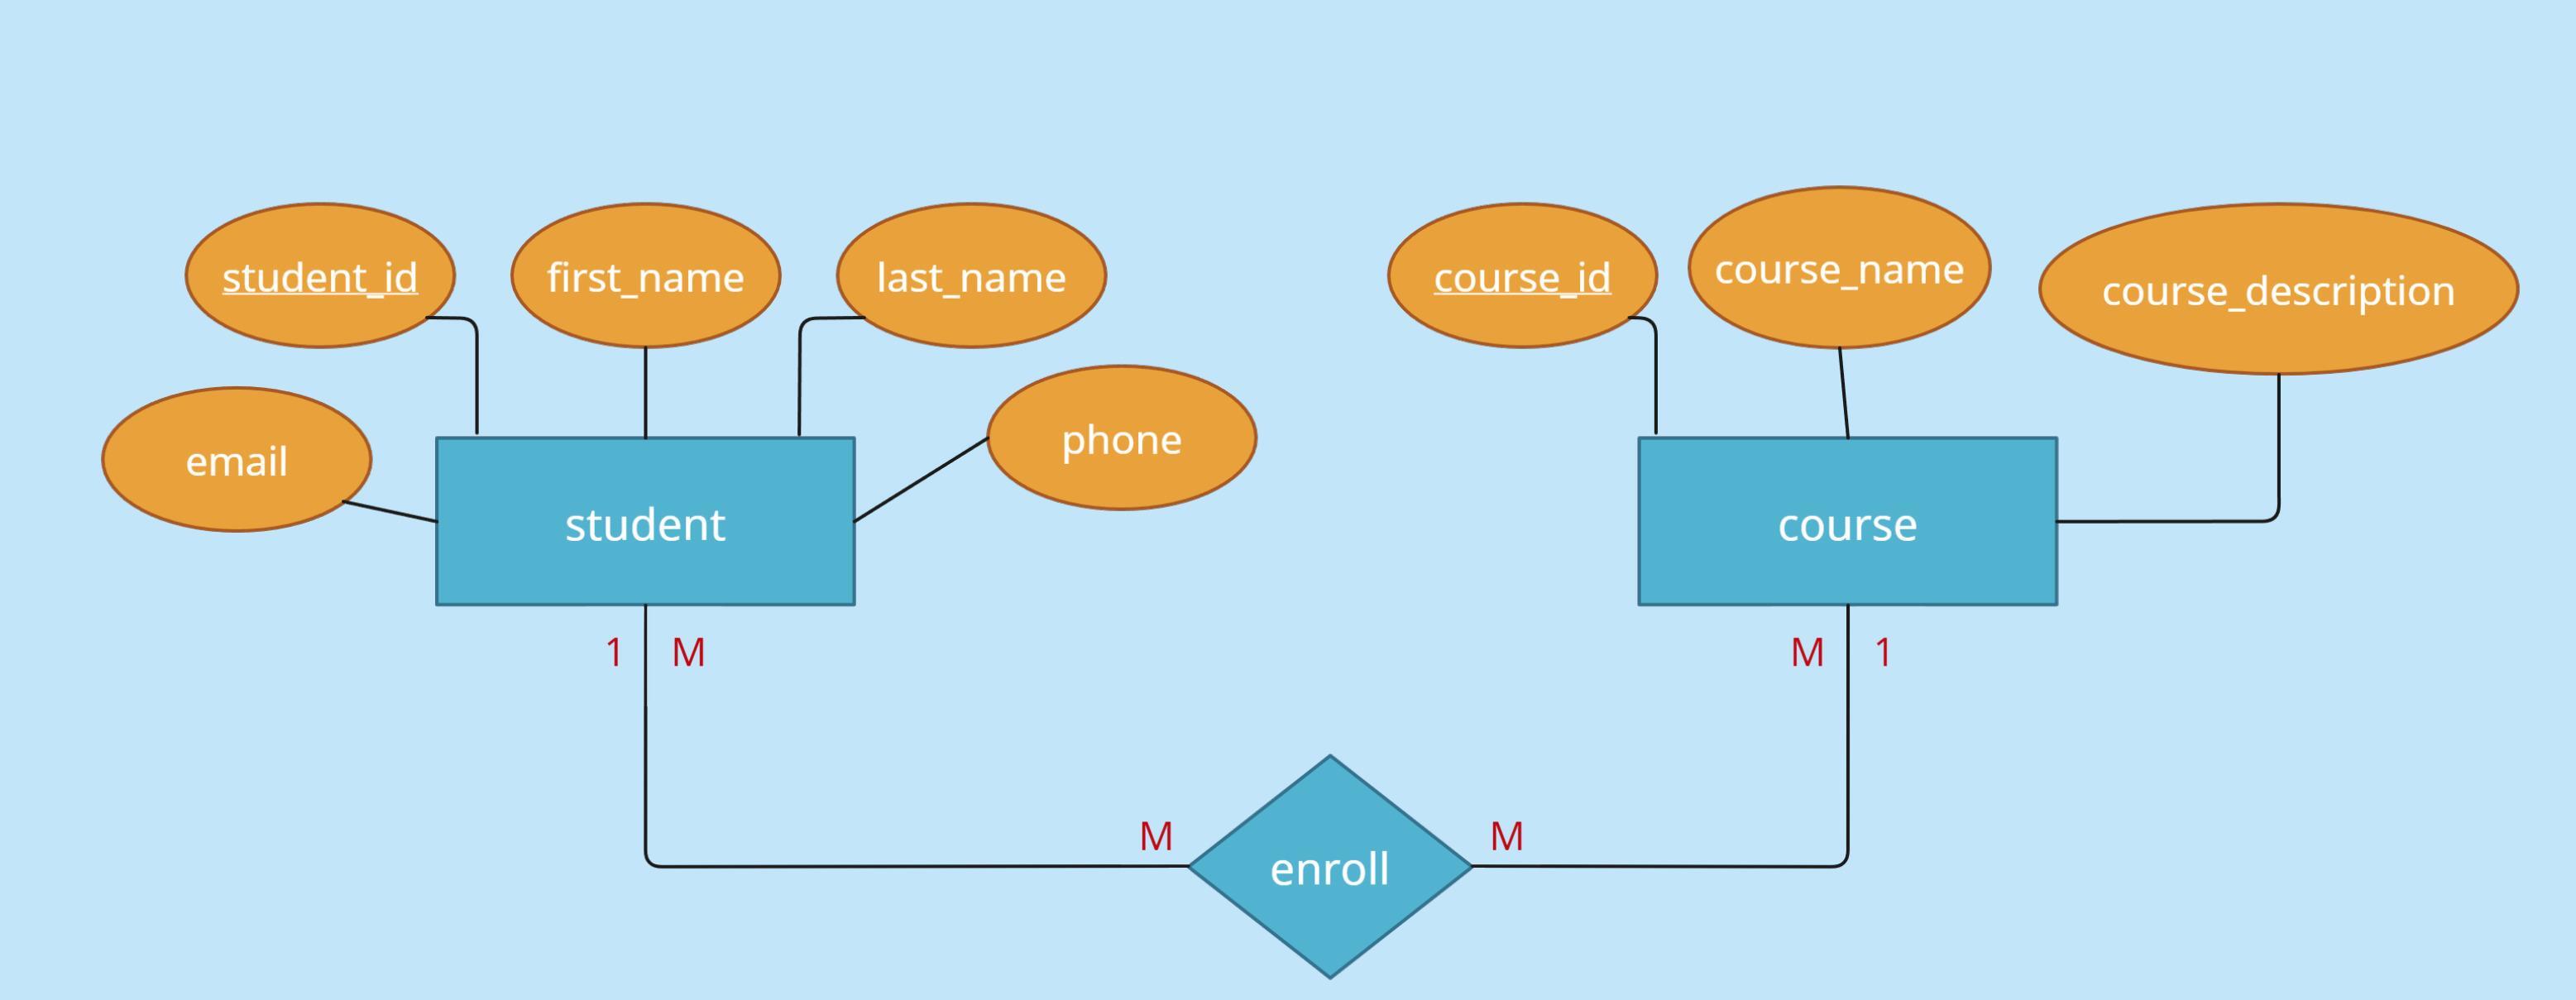 student_id
first_name
last_name
email
phone
student
1 M
course_id
course_name
course_description
course
M 1
M
enroll
M